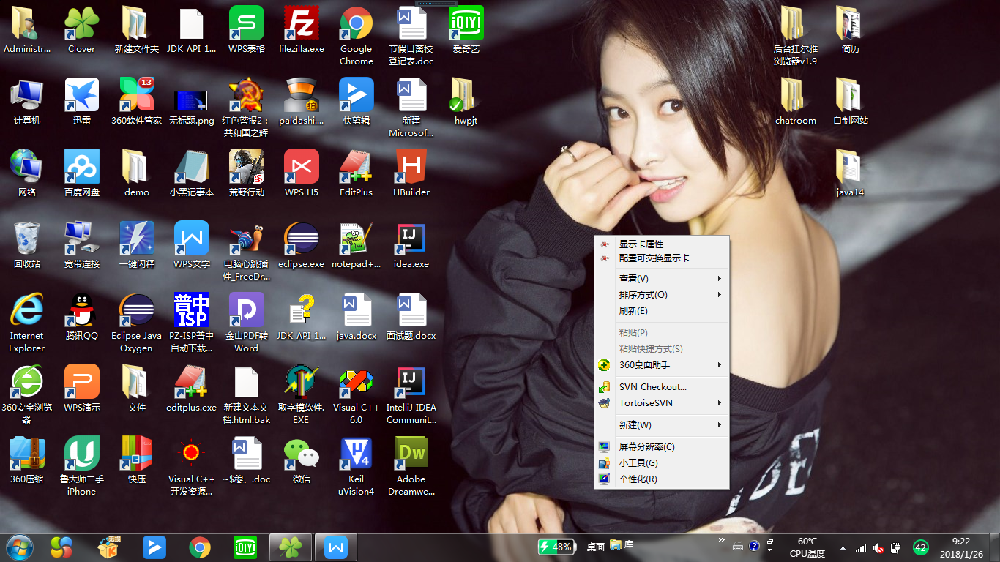 Administr...
Clover
新建文件夹
JDK_API_1...
WPS表格
filezilla.exe
Google
Chrome
节假日离校
登记表.doc
iQIYI
爱奇艺
后台挂尔雅
浏览器v1.9
简历
计算机
迅雷
13
360软件管家
无标题.png
红色警报2：
共和国之辉
paidashi....
快剪辑
新建
Microsof...
hwpjt
chatroom
自制网站
网络
百度网盘
demo
小黑记事本
荒野行动
WPS H5
EditPlus
HBuilder
java14
回收站
宽带连接
一键闪释
WPS文字
电脑心跳插
件_FreeDr...
eclipse.exe
notepad+...
idea.exe
Internet
Explorer
腾讯QQ
Eclipse Java
Oxygen
普中
ISP
PZ-ISP普中
自动下载...
金山PDF转
Word
JDK_API_1...
java.docx
面试题.docx
360安全浏览
器
WPS演示
文件
editplus.exe
新建文本文
档.html.bak
取字模软件.
EXE
Visual C++
6.0
IntelliJ IDEA
Communit...
360压缩
鲁大师二手
iPhone
快压
Visual C++
开发资源...
~$穆、.doc
微信
Keil
uVision4
Adobe
Dreamwe...
显示卡属性
配置可交换显示卡
查看(V)
排序方式(O)
刷新(E)
粘贴(P)
粘贴快捷方式(S)
360桌面助手
SVN Checkout...
TortoiseSVN
新建(W)
屏幕分辨率(C)
小工具(G)
个性化(R)
48%
桌面
库
60℃
CPU温度
42
9:22
2018/1/26